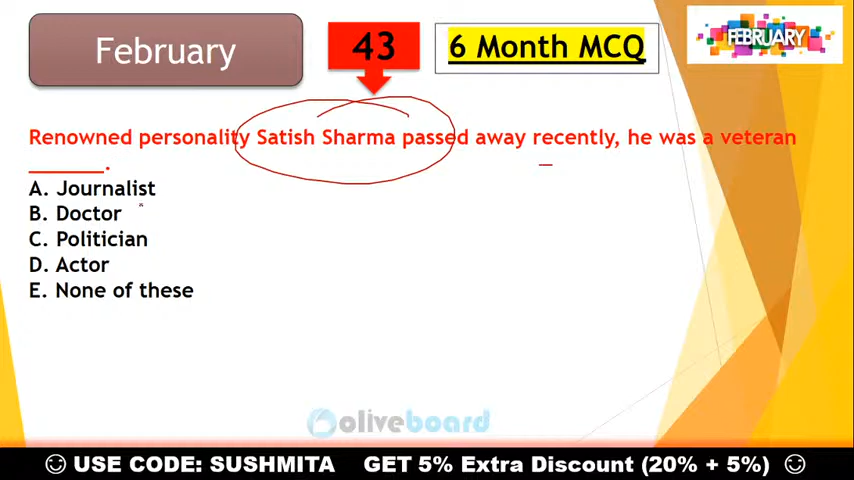 February
43
6 Month MCQ
FEBRUARY
Renowned personality Satish Sharma passed away recently, he was a veteran
______.
A. Journalist
B. Doctor
C. Politician
D. Actor
E. None of these
oliveboard
USE CODE: SUSHMITA GET 5% Extra Discount (20% + 5%)